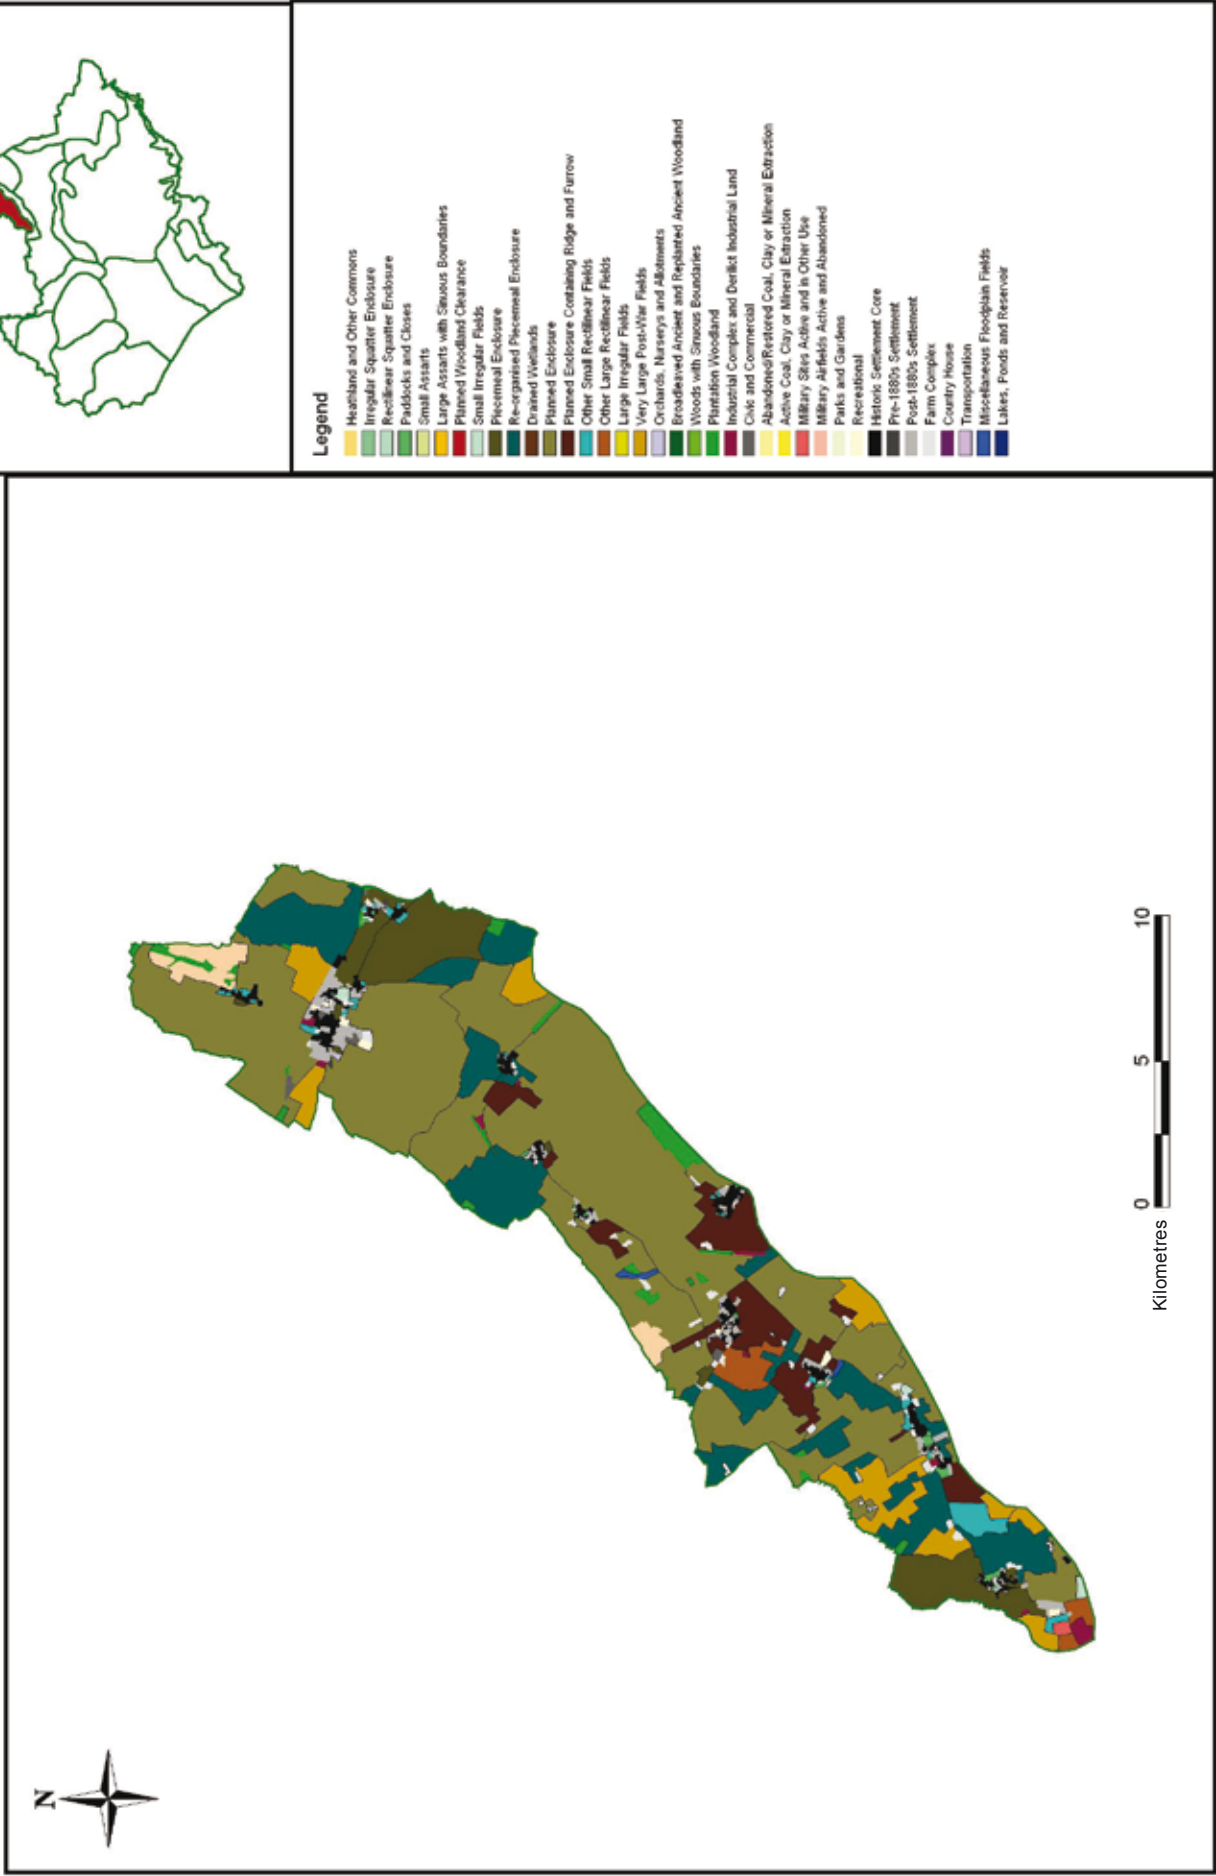 Legend
Heathland and Other Commons
Irregular Squatter Enclosure
Rectilinear Squatter Enclosure
Paddocks and Closes
Small Assarts
Large Assarts with Sinuous Boundaries
Planned Woodland Clearance
Small Irregular Fields
Piecemeal Enclosure
Re-organised Piecemeal Enclosure
Drained Wetlands
Planned Enclosure
Planned Enclosure Containing Ridge and Furrow
Other Small Rectilinear Fields
Other Large Rectilinear Fields
Large Irregular Fields
Very Large Post-War Fields
Orchards, Nurserys and Allotments
Broadleaved Ancient and Replanted Ancient Woodland
Woods with Sinuous Boundaries
Plantation Woodland
Industrial Complex and Derilict Industrial Land
Civic and Commercial
Abandoned/Restored Coal, Clay or Mineral Extraction
Active Coal, Clay or Mineral Extraction
Military Sites Active and in Other Use
Military Airfields Active and Abandoned
Parks and Gardens
Recreational
Historic Settlement Core
Pre-1880s Settlement
Post-1880s Settlement
Farm Complex
Country House
Transportation
Miscellaneous Floodplain Fields
Lakes, Ponds and Reservoir
N
0 5 10
Kilometres